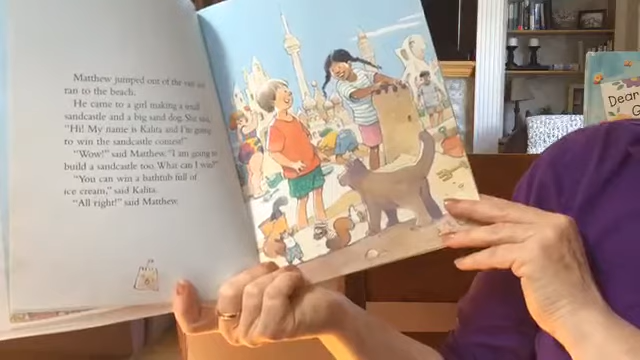 Matthew jumped out of the van and
ran to the beach.
He came to a girl making a small
sandcastle and a big sand dog. She said,
"Hi! My name is Kalita and I'm going
to win the sandcastle contest."
"Wow!" said Matthew. "I am going to
build a sandcastle too. What can I win?"
"You can win a bathtub full of
ice cream," said Kalita.
"All right!" said Matthew.
Dear